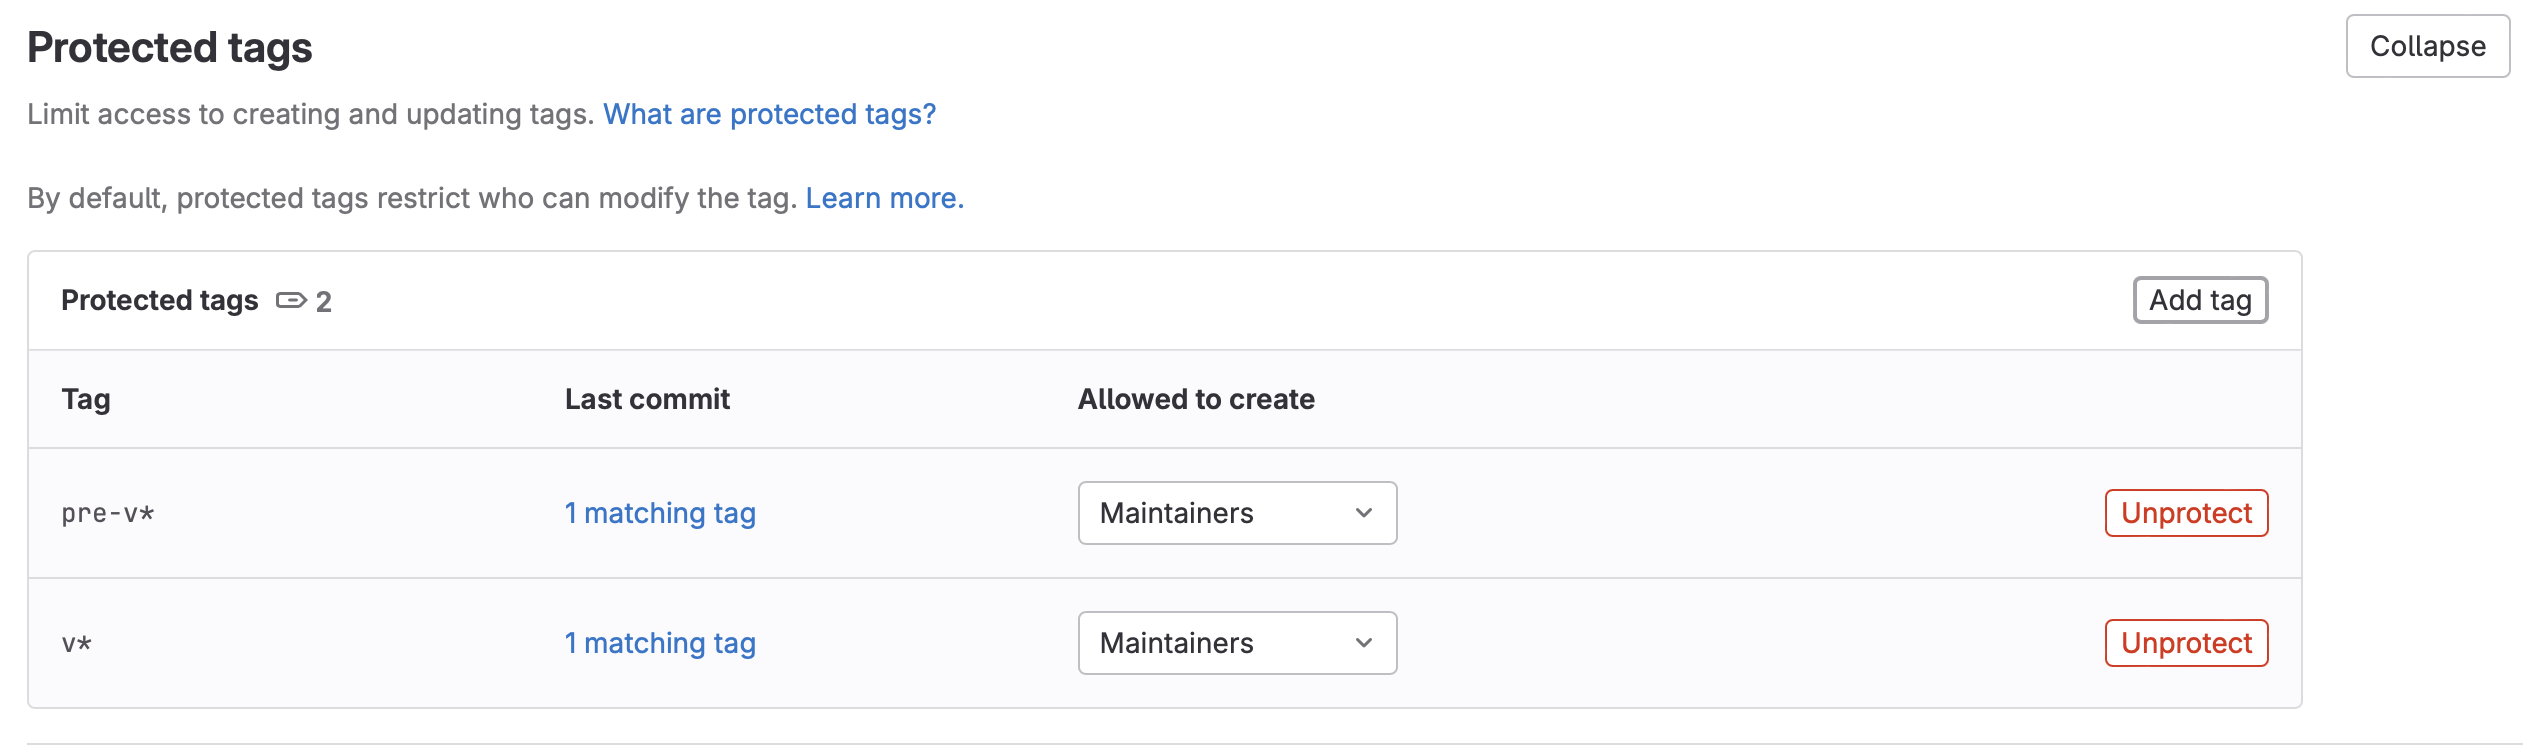 Protected tags
Collapse
Limit access to creating and updating tags. What are protected tags?
By default, protected tags restrict who can modify the tag. Learn more.
Protected tags 2
Add tag
Tag Last commit Allowed to create
pre-v* 1 matching tag Maintainers Unprotect
v* 1 matching tag Maintainers Unprotect